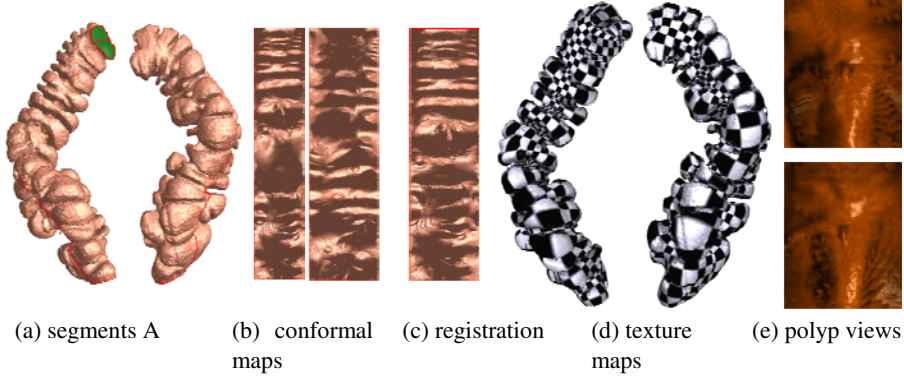 (a) segments A
(b) conformal maps
(c) registration
(d) texture maps
(e) polyp views